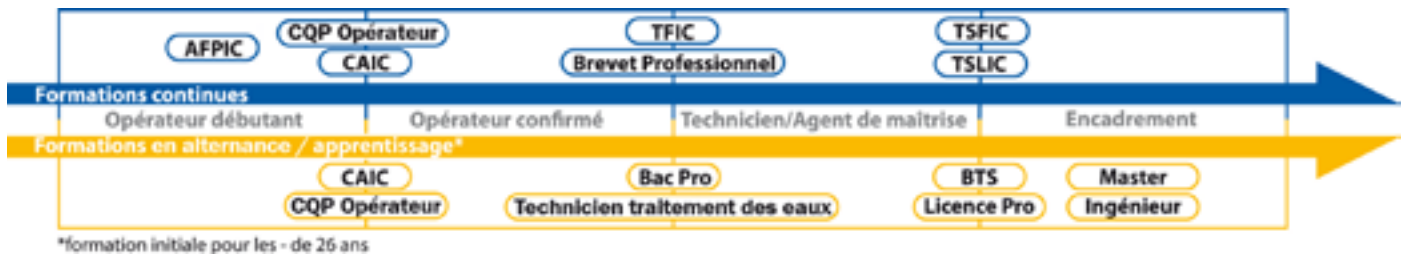 AFPIC
CQP Opérateur
CAIC
TFIC
Brevet Professionnel
TSFIC
TSLIC
Formations continues
Opérateur débutant
Opérateur confirmé
Technicien/Agent de maîtrise
Encadrement
Formations en alternance / apprentissage*
CAIC
CQP Opérateur
Bac Pro
Technicien traitement des eaux
BTS
Licence Pro
Master
Ingénieur
*formation initiale pour les - de 26 ans